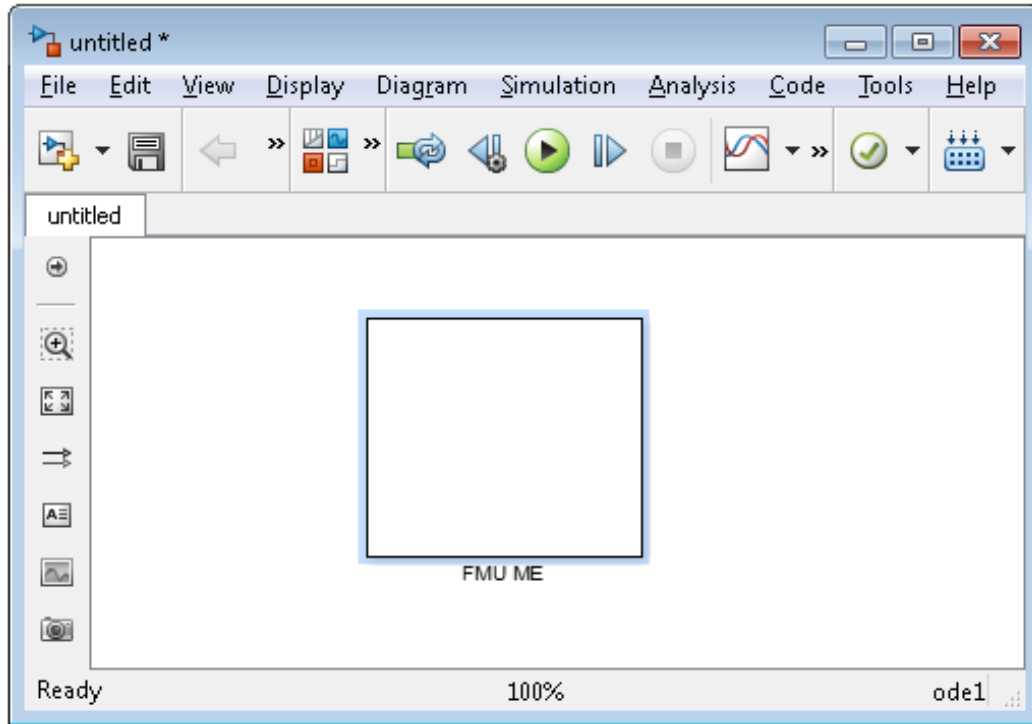 untitled *
File Edit View Display Diagram Simulation Analysis Code Tools Help
untitled
FMU ME
Ready 100% ode1